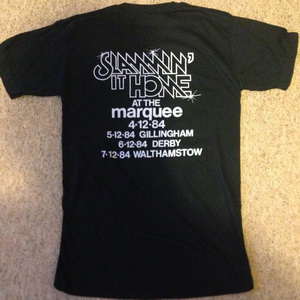 SLAMMIN'
IT HOME
AT THE
marquee
4·12·84
5·12·84 GILLINGHAM
6·12·84 DERBY
7·12·84 WALTHAMSTOW